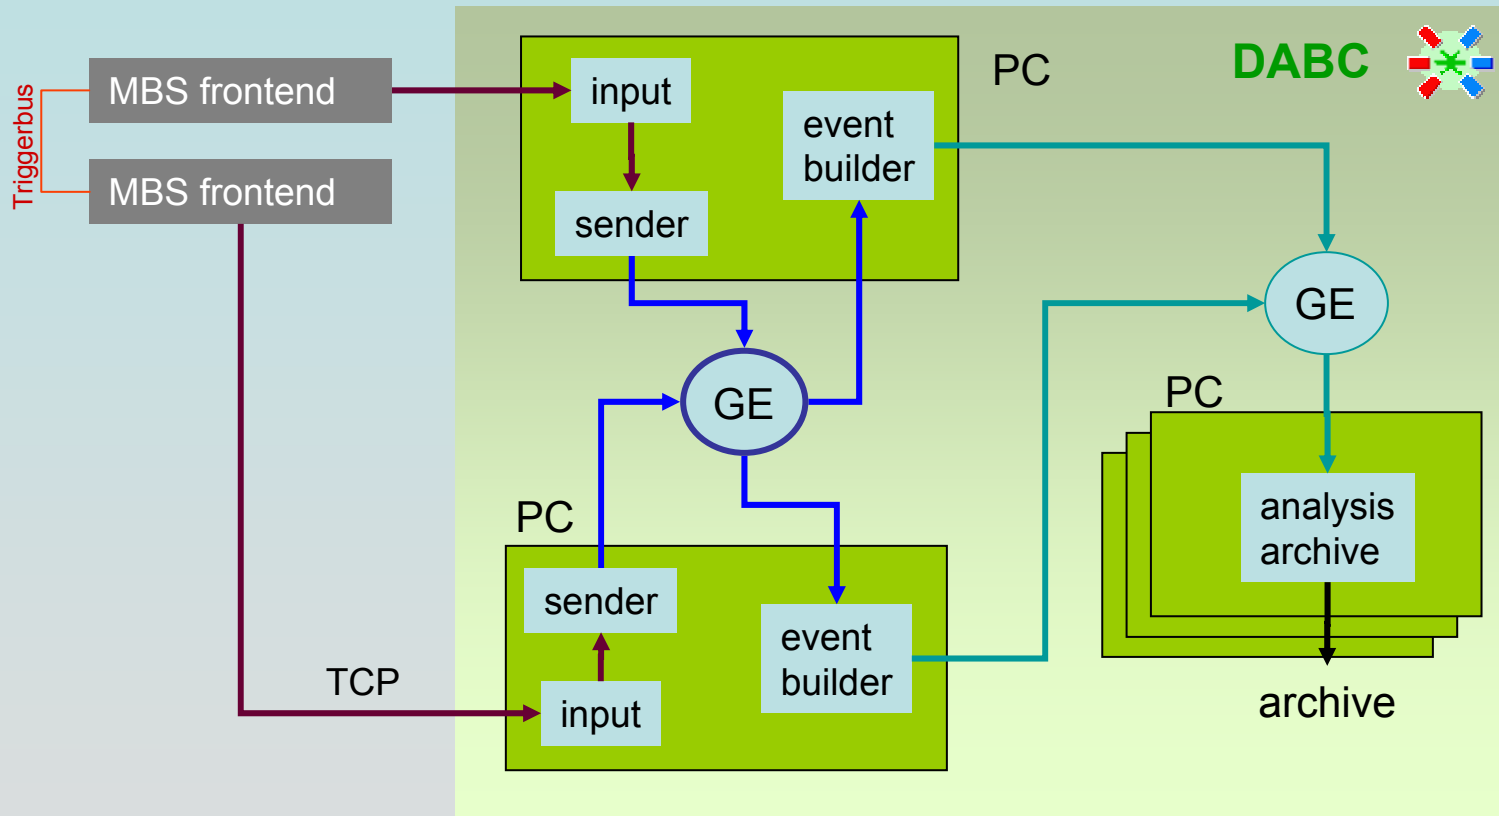 DABC
PC
Triggerbus
MBS frontend
MBS frontend
input
sender
event
builder
GE
GE
PC
sender
input
event
builder
TCP
PC
analysis
archive
archive